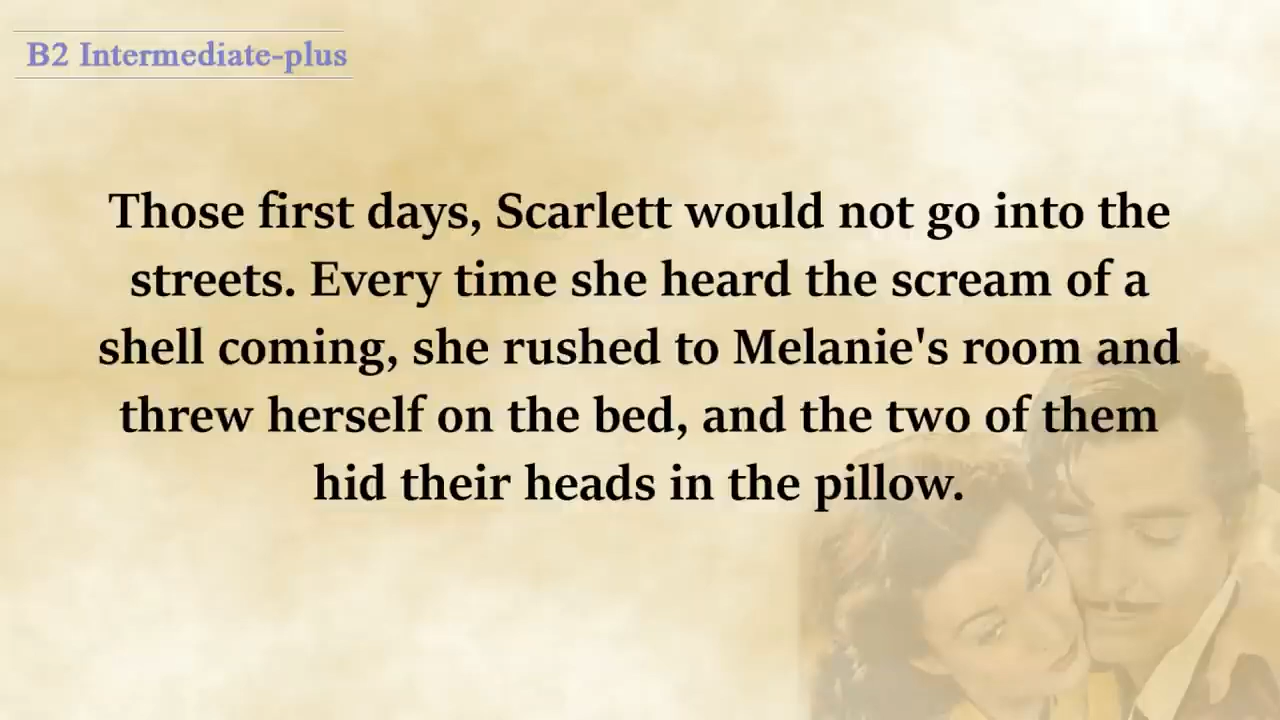 B2 Intermediate-plus
Those first days, Scarlett would not go into the
streets. Every time she heard the scream of a
shell coming, she rushed to Melanie's room and
threw herself on the bed, and the two of them
hid their heads in the pillow.